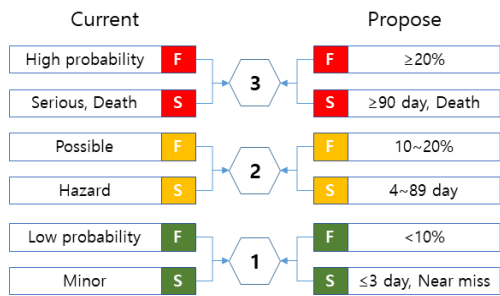 Current Propose
High probability F F ≥20%
3
Serious, Death S S ≥90 day, Death
Possible F F 10~20%
2
Hazard S S 4~89 day
Low probability F F <10%
1
Minor S S ≤3 day, Near miss